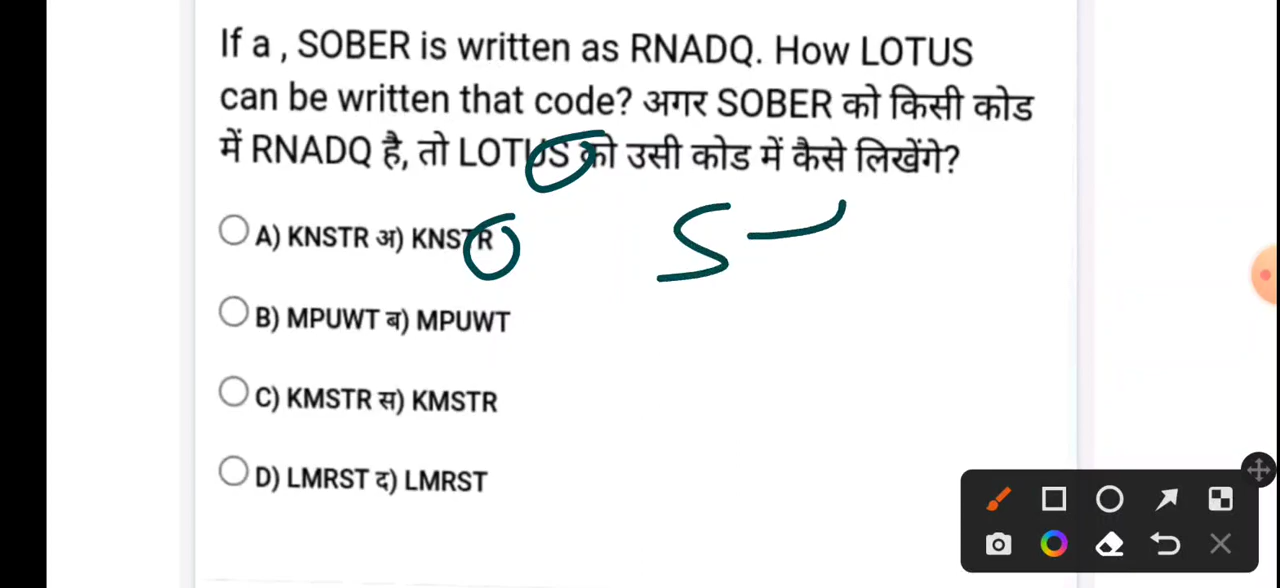 If a , SOBER is written as RNADQ. How LOTUS
can be written that code? अगर SOBER को किसी कोड
में RNADQ है, तो LOTUS को उसी कोड में कैसे लिखेंगे?
A) KNSTR अ) KNSTR
B) MPUWT ब) MPUWT
C) KMSTR स) KMSTR
D) LMRST द) LMRST
S